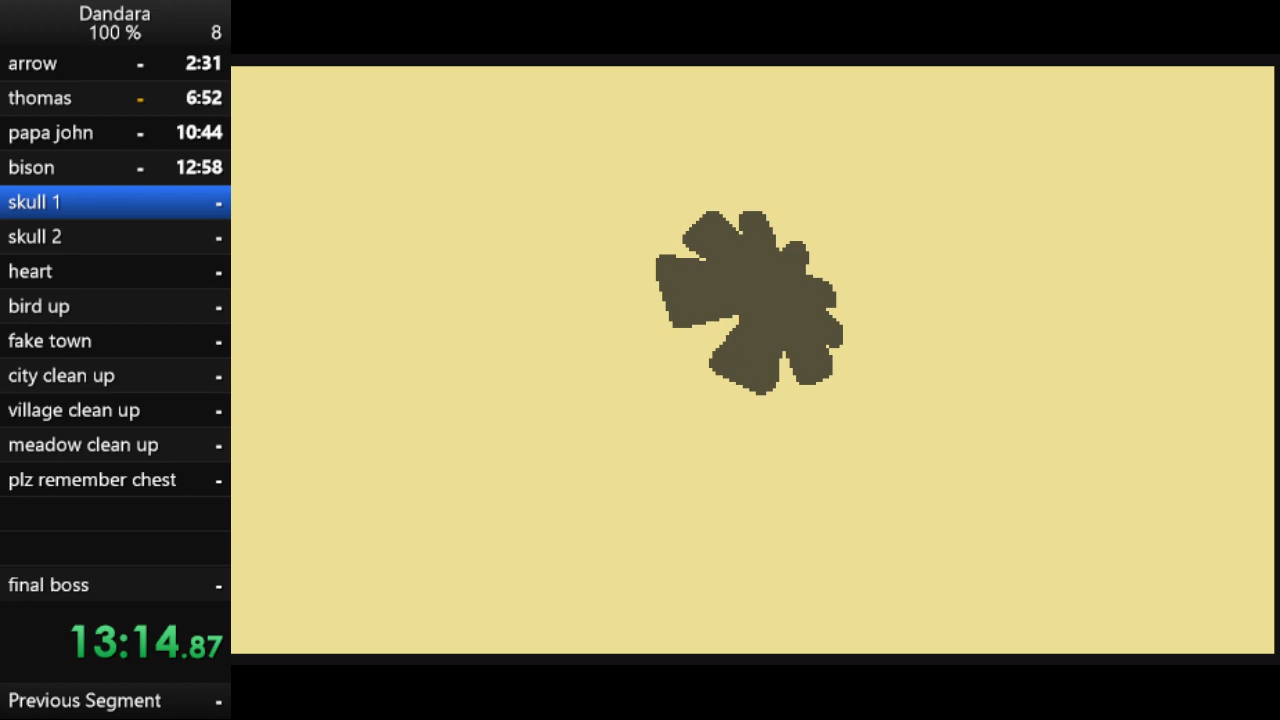 Dandara
100 % 8
arrow - 2:31
thomas - 6:52
papa john - 10:44
bison - 12:58
skull 1 -
skull 2 -
heart -
bird up -
fake town -
city clean up -
village clean up -
meadow clean up -
plz remember chest -
final boss -
13:14.87
Previous Segment -